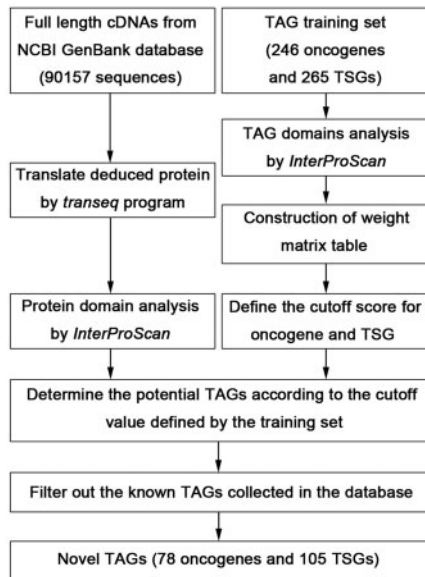 Full length cDNAs from
NCBI GenBank database
(90157 sequences)
Translate deduced protein
by transeq program
Protein domain analysis
by InterProScan
TAG training set
(246 oncogenes
and 265 TSGs)
TAG domains analysis
by InterProScan
Construction of weight
matrix table
Define the cutoff score for
oncogene and TSG
Determine the potential TAGs according to the cutoff
value defined by the training set
Filter out the known TAGs collected in the database
Novel TAGs (78 oncogenes and 105 TSGs)